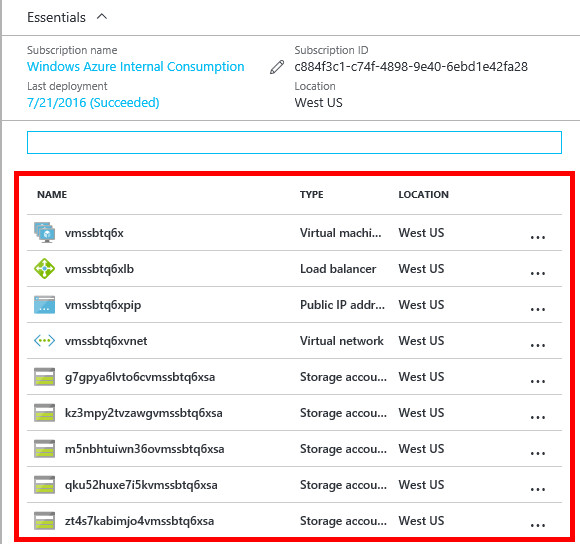 Essentials
Subscription name Subscription ID
Windows Azure Internal Consumption c884f3c1-c74f-4898-9e40-6ebd1e42fa28
Last deployment Location
7/21/2016 (Succeeded) West US
NAME TYPE LOCATION
vmssbtq6x Virtual machi... West US ...
vmssbtq6xlb Load balancer West US ...
vmssbtq6xpip Public IP addr... West US ...
vmssbtq6xvnet Virtual network West US ...
g7gpya6lvto6cvmssbtq6xsa Storage accou... West US ...
kz3mpy2tvzawgvmssbtq6xsa Storage accou... West US ...
m5nbhtuiwn36ovmssbtq6xsa Storage accou... West US ...
qku52huxe7i5kvmssbtq6xsa Storage accou... West US ...
zt4s7kabimjo4vmssbtq6xsa Storage accou... West US ...